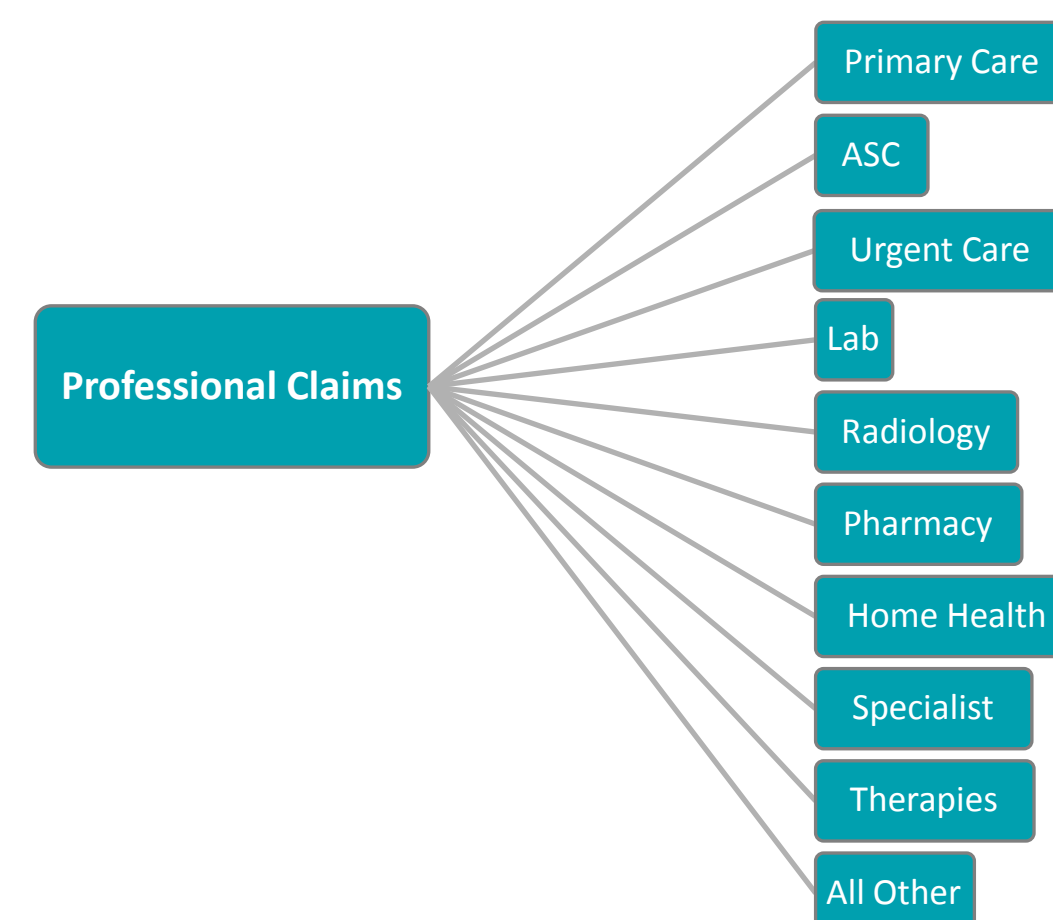 Professional Claims
Primary Care
ASC
Urgent Care
Lab
Radiology
Pharmacy
Home Health
Specialist
Therapies
All Other